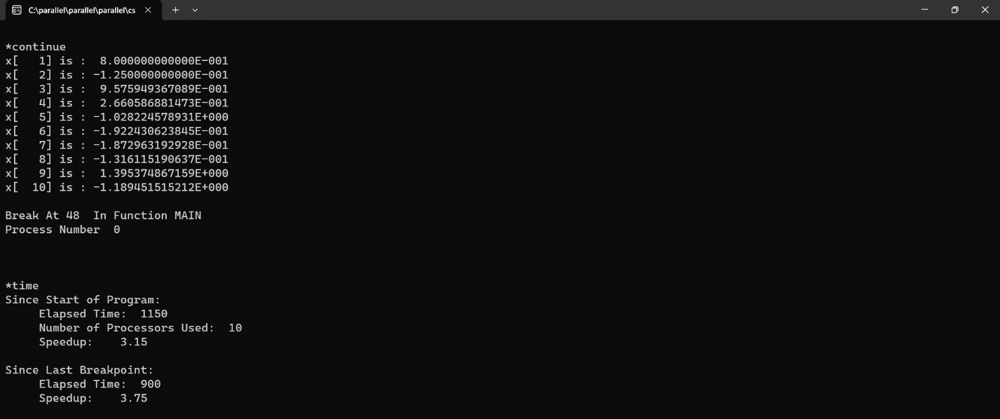 C:\parallel\parallel\parallel\cs
*continue
x[   1] is :  8.000000000000E-001
x[   2] is : -1.250000000000E-001
x[   3] is :  9.575949367089E-001
x[   4] is :  2.660586881473E-001
x[   5] is : -1.028224578931E+000
x[   6] is : -1.922430623845E-001
x[   7] is : -1.872963192928E-001
x[   8] is : -1.316115190637E-001
x[   9] is :  1.395374867159E+000
x[  10] is : -1.189451515212E+000
Break At 48  In Function MAIN
Process Number  0
*time
Since Start of Program:
     Elapsed Time:  1150
     Number of Processors Used:  10
     Speedup:    3.15
Since Last Breakpoint:
     Elapsed Time:  900
     Speedup:    3.75